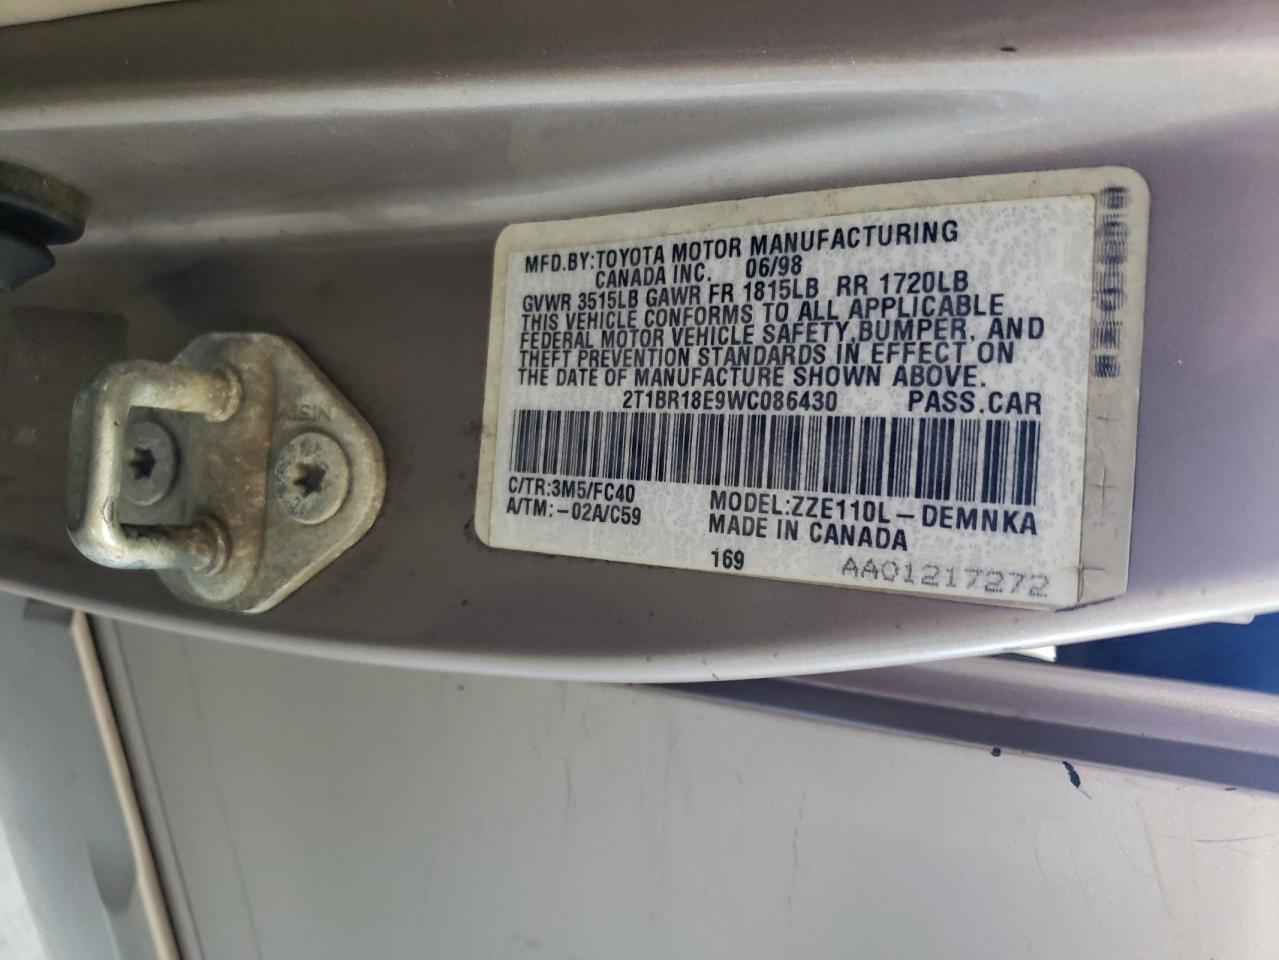 MFD.BY:TOYOTA MOTOR MANUFACTURING
CANADA INC. 06/98
GVWR 3515LB GAWR FR 1815LB RR 1720LB
THIS VEHICLE CONFORMS TO ALL APPLICABLE
FEDERAL MOTOR VEHICLE SAFETY,BUMPER, AND
THEFT PREVENTION STANDARDS IN EFFECT ON
THE DATE OF MANUFACTURE SHOWN ABOVE.
2T1BR18E9WC086430 PASS.CAR
C/TR:3M5/FC40 MODEL:ZZE110L-DEMNKA
A/TM:-02A/C59 MADE IN CANADA
169 AA01217272
AISIN